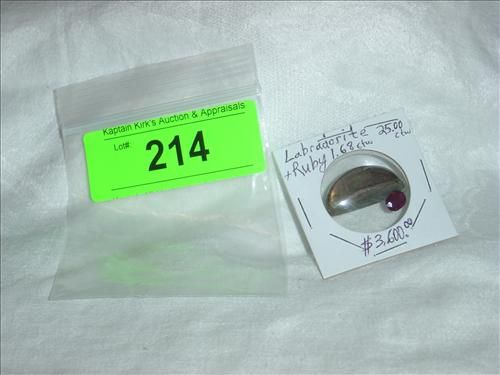 Kaptain Kirk's Auction & Appraisals
Lot#: 214
Labradorite 25.00 ctw
+ Ruby 1.68 ctw
$3,600.00